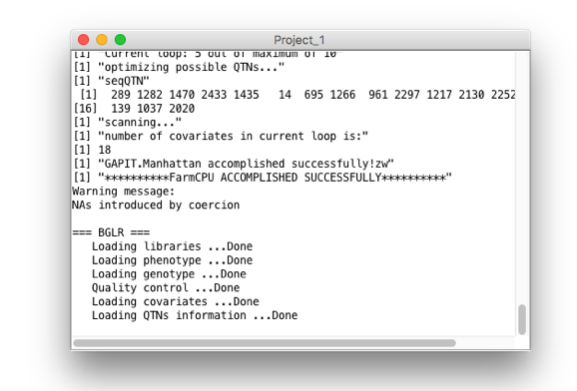 Project_1
[1] "Current loop: 5 out of maximum of 10"
[1] "optimizing possible QTNs..."
[1] "seqQTN"
[1] 289 1282 1470 2433 1435 14 695 1266 961 2297 1217 2130 2252
[16] 139 1037 2020
[1] "scanning..."
[1] "number of covariates in current loop is:"
[1] 18
[1] "GAPIT.Manhattan accomplished successfully!zw"
[1] "**********FarmCPU ACCOMPLISHED SUCCESSFULLY**********"
Warning message:
NAs introduced by coercion
=== BGLR ===
Loading libraries ...Done
Loading phenotype ...Done
Loading genotype ...Done
Quality control ...Done
Loading covariates ...Done
Loading QTNs information ...Done